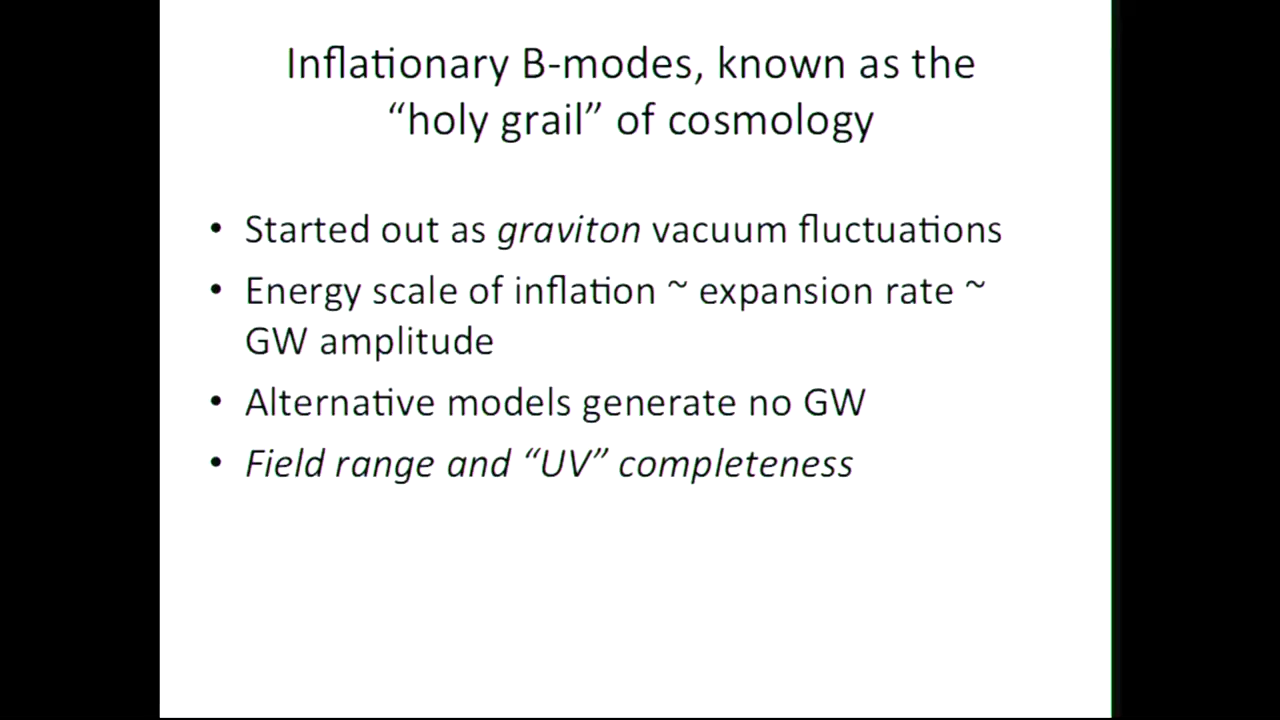 Inflationary B-modes, known as the
“holy grail” of cosmology
• Started out as graviton vacuum fluctuations
• Energy scale of inflation ~ expansion rate ~
GW amplitude
• Alternative models generate no GW
• Field range and “UV” completeness